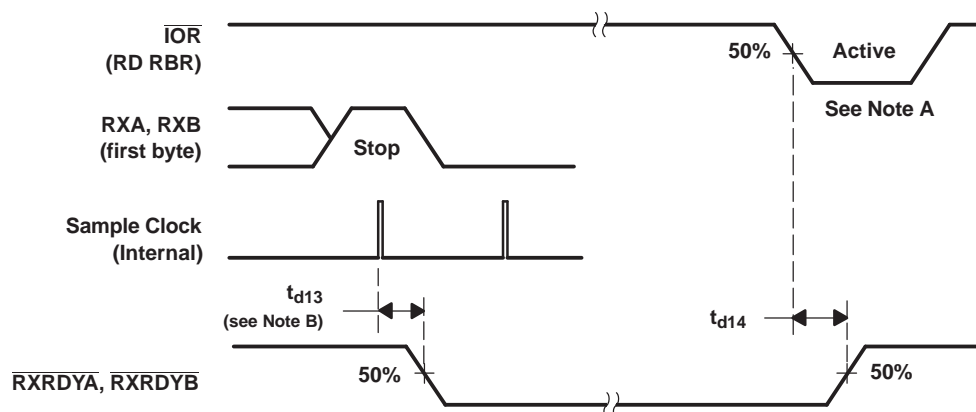 IOR
(RD RBR)
50%
Active
See Note A
RXA, RXB
(first byte)
Stop
Sample Clock
(Internal)
td13
(see Note B)
td14
RXRDYA, RXRDYB
50%
50%